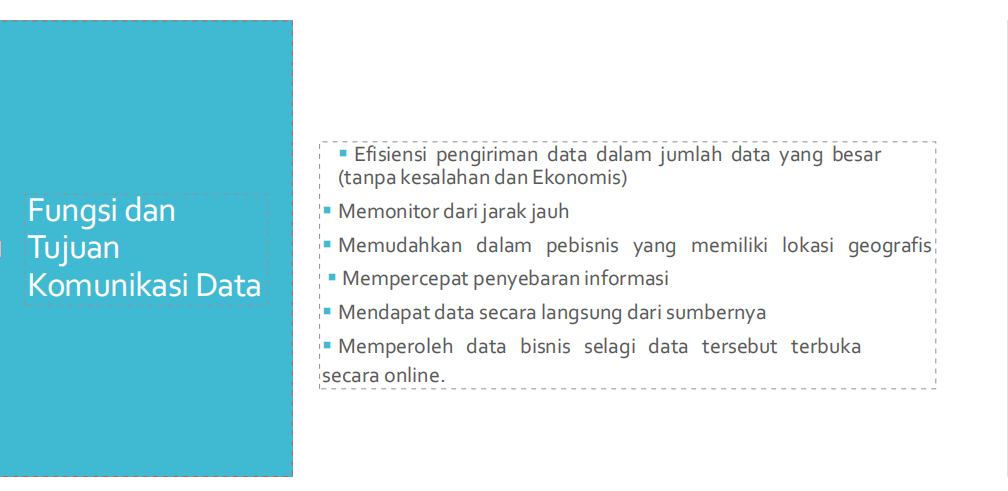 Fungsi dan
Tujuan
Komunikasi Data
▪ Efisiensi pengiriman data dalam jumlah data yang besar
(tanpa kesalahan dan Ekonomis)
▪ Memonitor dari jarak jauh
▪ Memudahkan dalam pebisnis yang memiliki lokasi geografis
▪ Mempercepat penyebaran informasi
▪ Mendapat data secara langsung dari sumbernya
▪ Memperoleh data bisnis selagi data tersebut terbuka
secara online.